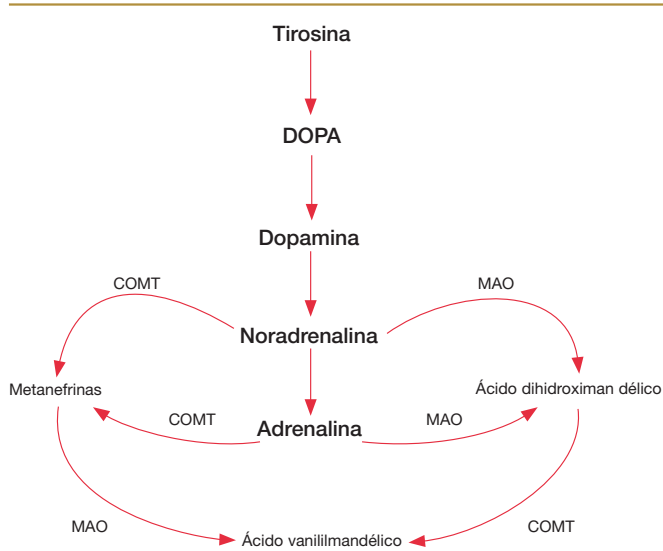 Tirosina
DOPA
Dopamina
COMT
MAO
Noradrenalina
Metanefrinas
Ácido dihidroximan délico
COMT
Adrenalina
MAO
MAO
Ácido vanililmandélico
COMT